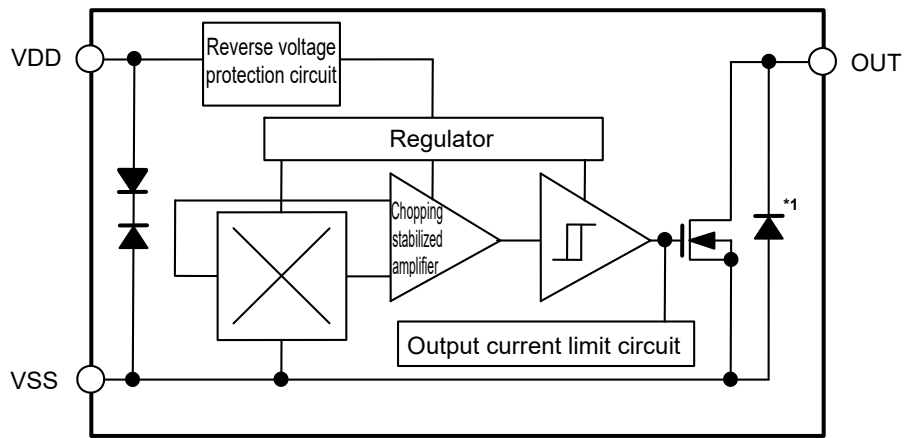 Reverse voltage
protection circuit
VDD
OUT
Regulator
Chopping
stabilized
amplifier
*1
Output current limit circuit
VSS